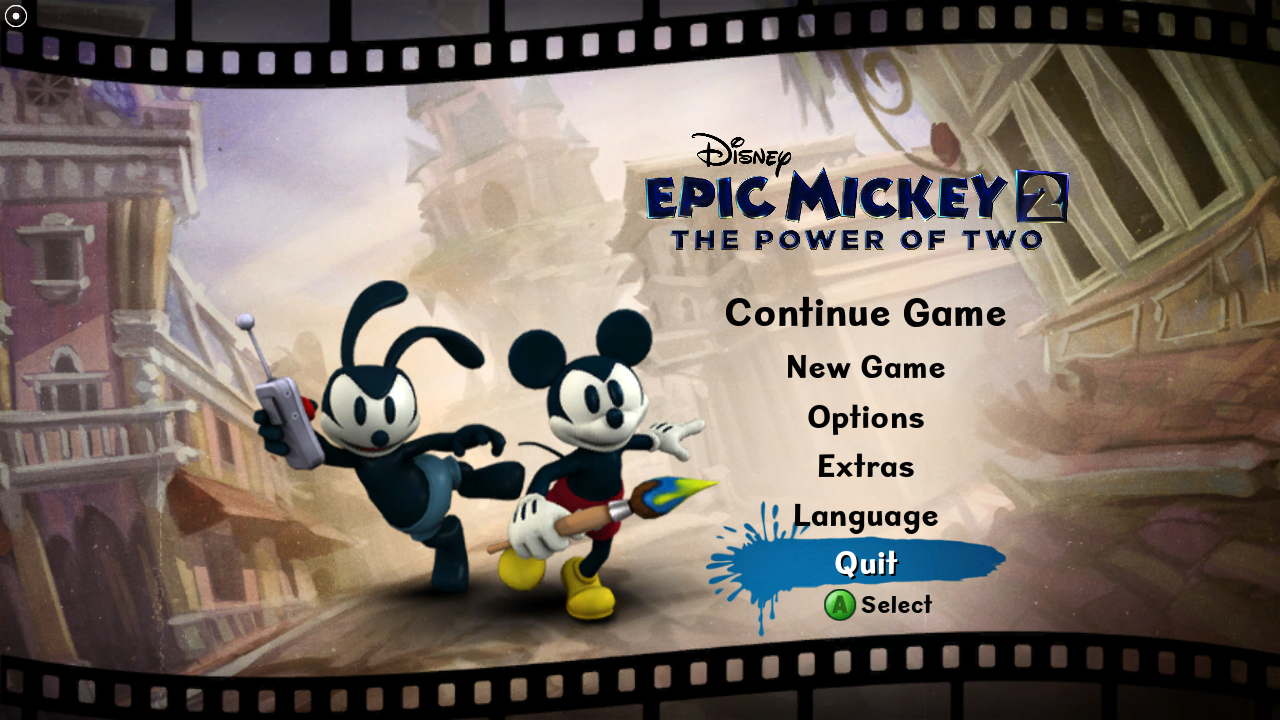 Disney
EPIC MICKEY 2
THE POWER OF TWO
Continue Game
New Game
Options
Extras
Language
Quit
A Select